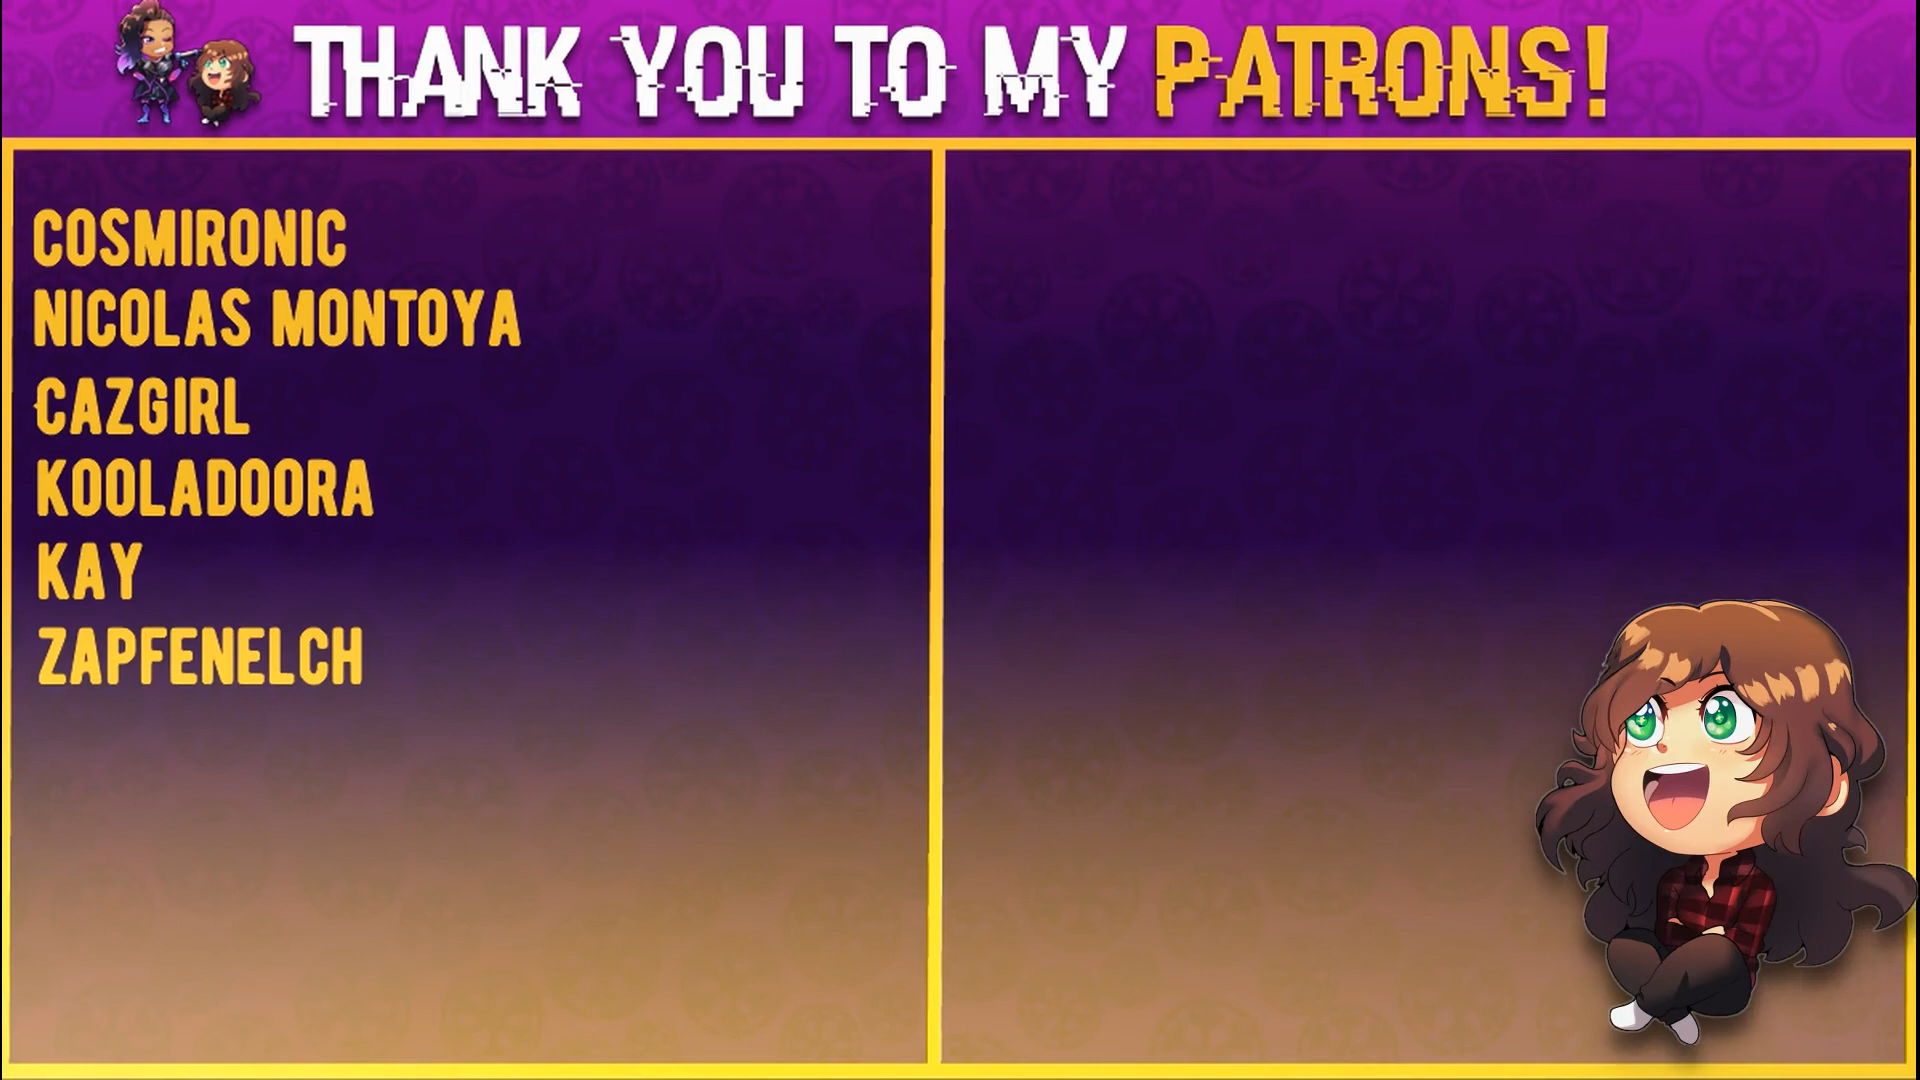 THANK YOU TO MY PATRONS!
COSMIRONIC
NICOLAS MONTOYA
CAZGIRL
KOOLADOORA
KAY
ZAPFENELCH